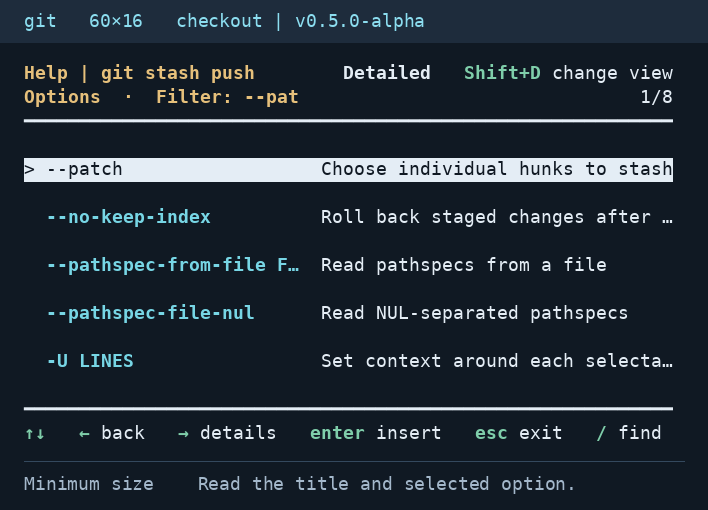 git   60×16   checkout | v0.5.0-alpha
Help | git stash push        Detailed   Shift+D change view
Options  ·  Filter: --pat                               1/8
> --patch                  Choose individual hunks to stash
  --no-keep-index          Roll back staged changes after …
  --pathspec-from-file F…  Read pathspecs from a file
  --pathspec-file-nul      Read NUL-separated pathspecs
  -U LINES                 Set context around each selecta…
↑↓   ← back   → details   enter insert   esc exit   / find
Minimum size    Read the title and selected option.